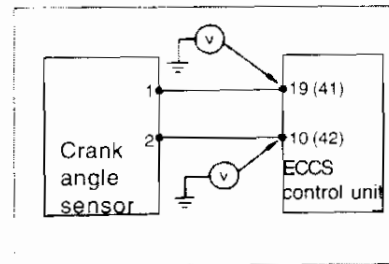 V
1
19 (41)
2
10 (42)
Crank
angle
sensor
V
ECCS
control unit